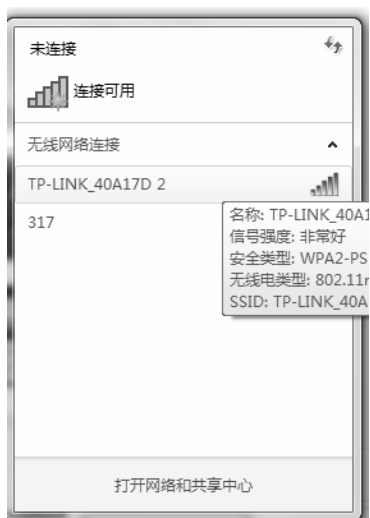 未连接
连接可用
无线网络连接
TP-LINK_40A17D 2
317
名称: TP-LINK_40A1
信号强度: 非常好
安全类型: WPA2-PS
无线电类型: 802.11n
SSID: TP-LINK_40A
打开网络和共享中心